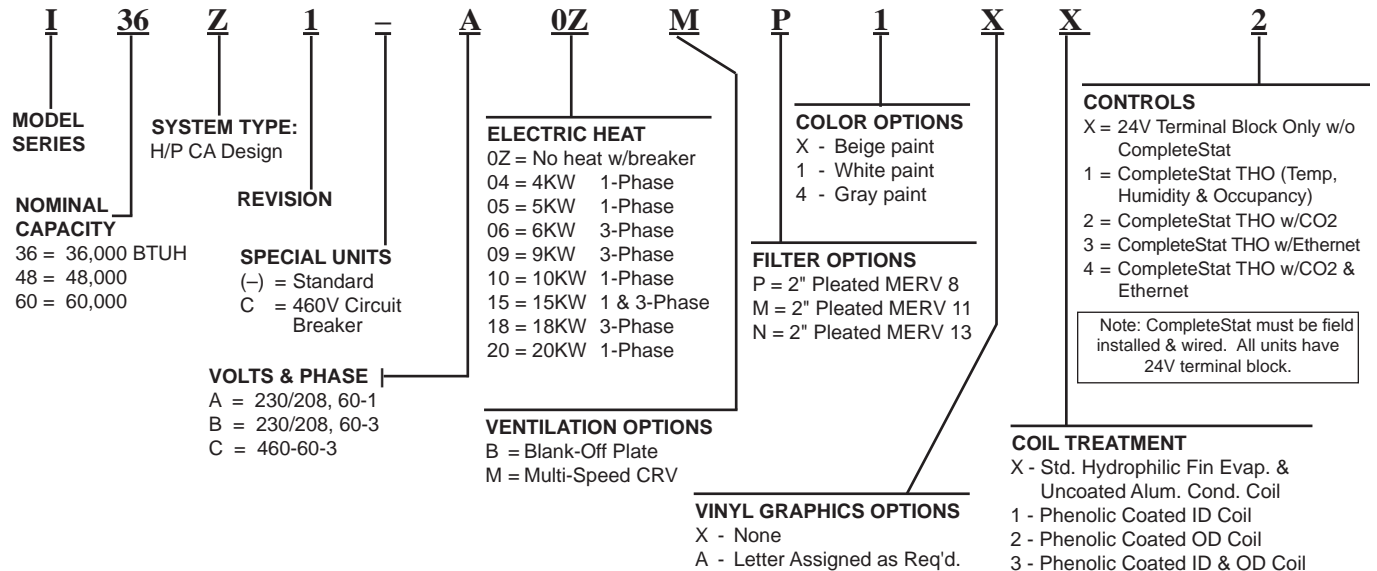 I 36 Z 1 – A 0Z M P 1 X X 2
MODEL
SERIES
NOMINAL
CAPACITY
36 = 36,000 BTUH
48 = 48,000
60 = 60,000
SYSTEM TYPE:
H/P CA Design
REVISION
SPECIAL UNITS
(–) = Standard
C = 460V Circuit
Breaker
VOLTS & PHASE
A = 230/208, 60-1
B = 230/208, 60-3
C = 460-60-3
ELECTRIC HEAT
0Z = No heat w/breaker
04 = 4KW 1-Phase
05 = 5KW 1-Phase
06 = 6KW 3-Phase
09 = 9KW 3-Phase
10 = 10KW 1-Phase
15 = 15KW 1 & 3-Phase
18 = 18KW 3-Phase
20 = 20KW 1-Phase
VENTILATION OPTIONS
B = Blank-Off Plate
M = Multi-Speed CRV
COLOR OPTIONS
X - Beige paint
1 - White paint
4 - Gray paint
FILTER OPTIONS
P = 2" Pleated MERV 8
M = 2" Pleated MERV 11
N = 2" Pleated MERV 13
VINYL GRAPHICS OPTIONS
X - None
A - Letter Assigned as Req'd.
CONTROLS
X = 24V Terminal Block Only w/o
CompleteStat
1 = CompleteStat THO (Temp,
Humidity & Occupancy)
2 = CompleteStat THO w/CO2
3 = CompleteStat THO w/Ethernet
4 = CompleteStat THO w/CO2 &
Ethernet
Note: CompleteStat must be field
installed & wired. All units have
24V terminal block.
COIL TREATMENT
X - Std. Hydrophilic Fin Evap. &
Uncoated Alum. Cond. Coil
1 - Phenolic Coated ID Coil
2 - Phenolic Coated OD Coil
3 - Phenolic Coated ID & OD Coil